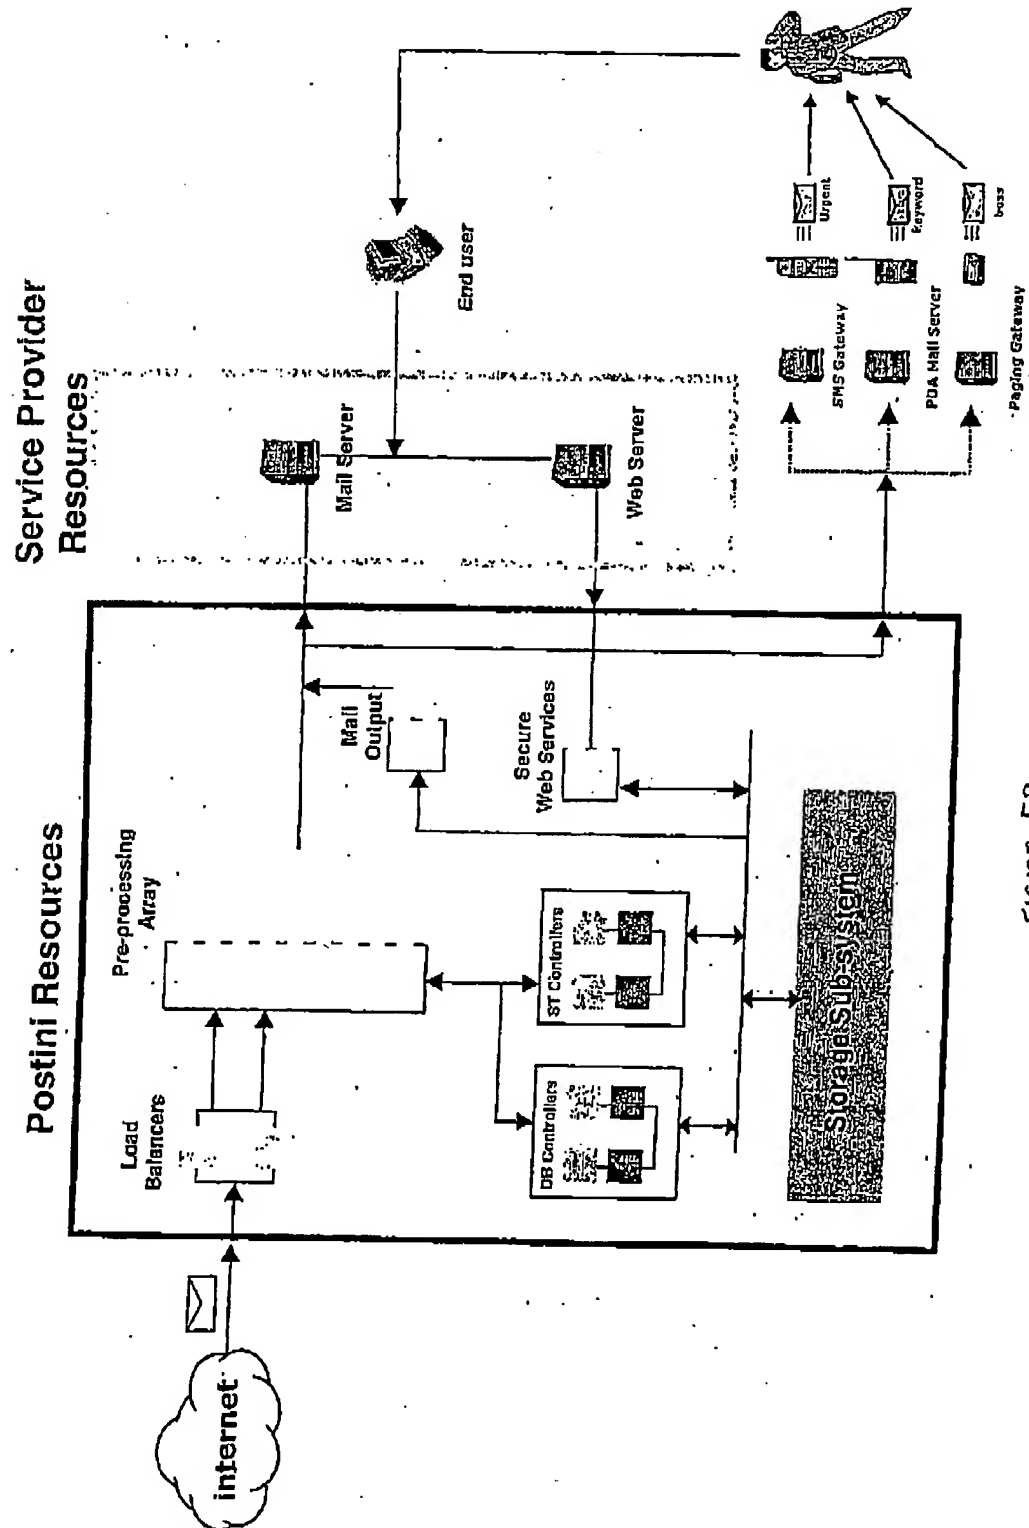 Service Provider
Resources
Postini Resources
internet
Load
Balancers
Pre-processing
Array
Mail
Output
Mail Server
End user
DB Controllers
ST Controllers
Secure
Web Services
Web Server
Storage Sub-system
SMS Gateway
Urgent
PDA Mail Server
keyword
Paging Gateway
boss